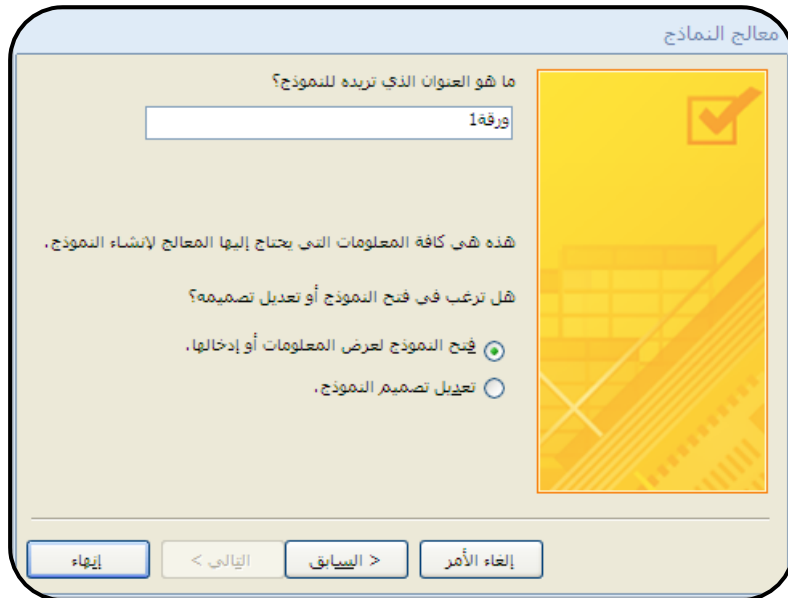 معالج النماذج
ما هو العنوان الذي تريده للنموذج؟
ورقة1
هذه هي كافة المعلومات التي يحتاج إليها المعالج لإنشاء النموذج.
هل ترغب في فتح النموذج أو تعديل تصميمه؟
فتح النموذج لعرض المعلومات أو إدخالها.
تعديل تصميم النموذج.
إلغاء الأمر
< السابق
التالي >
إنهاء